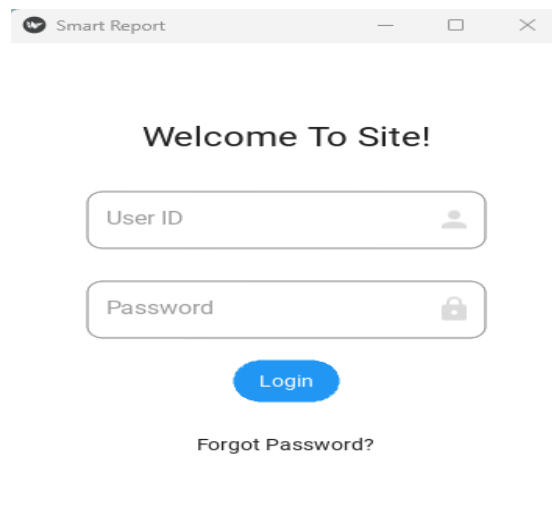 Smart Report
Welcome To Site!
User ID
Password
Login
Forgot Password?